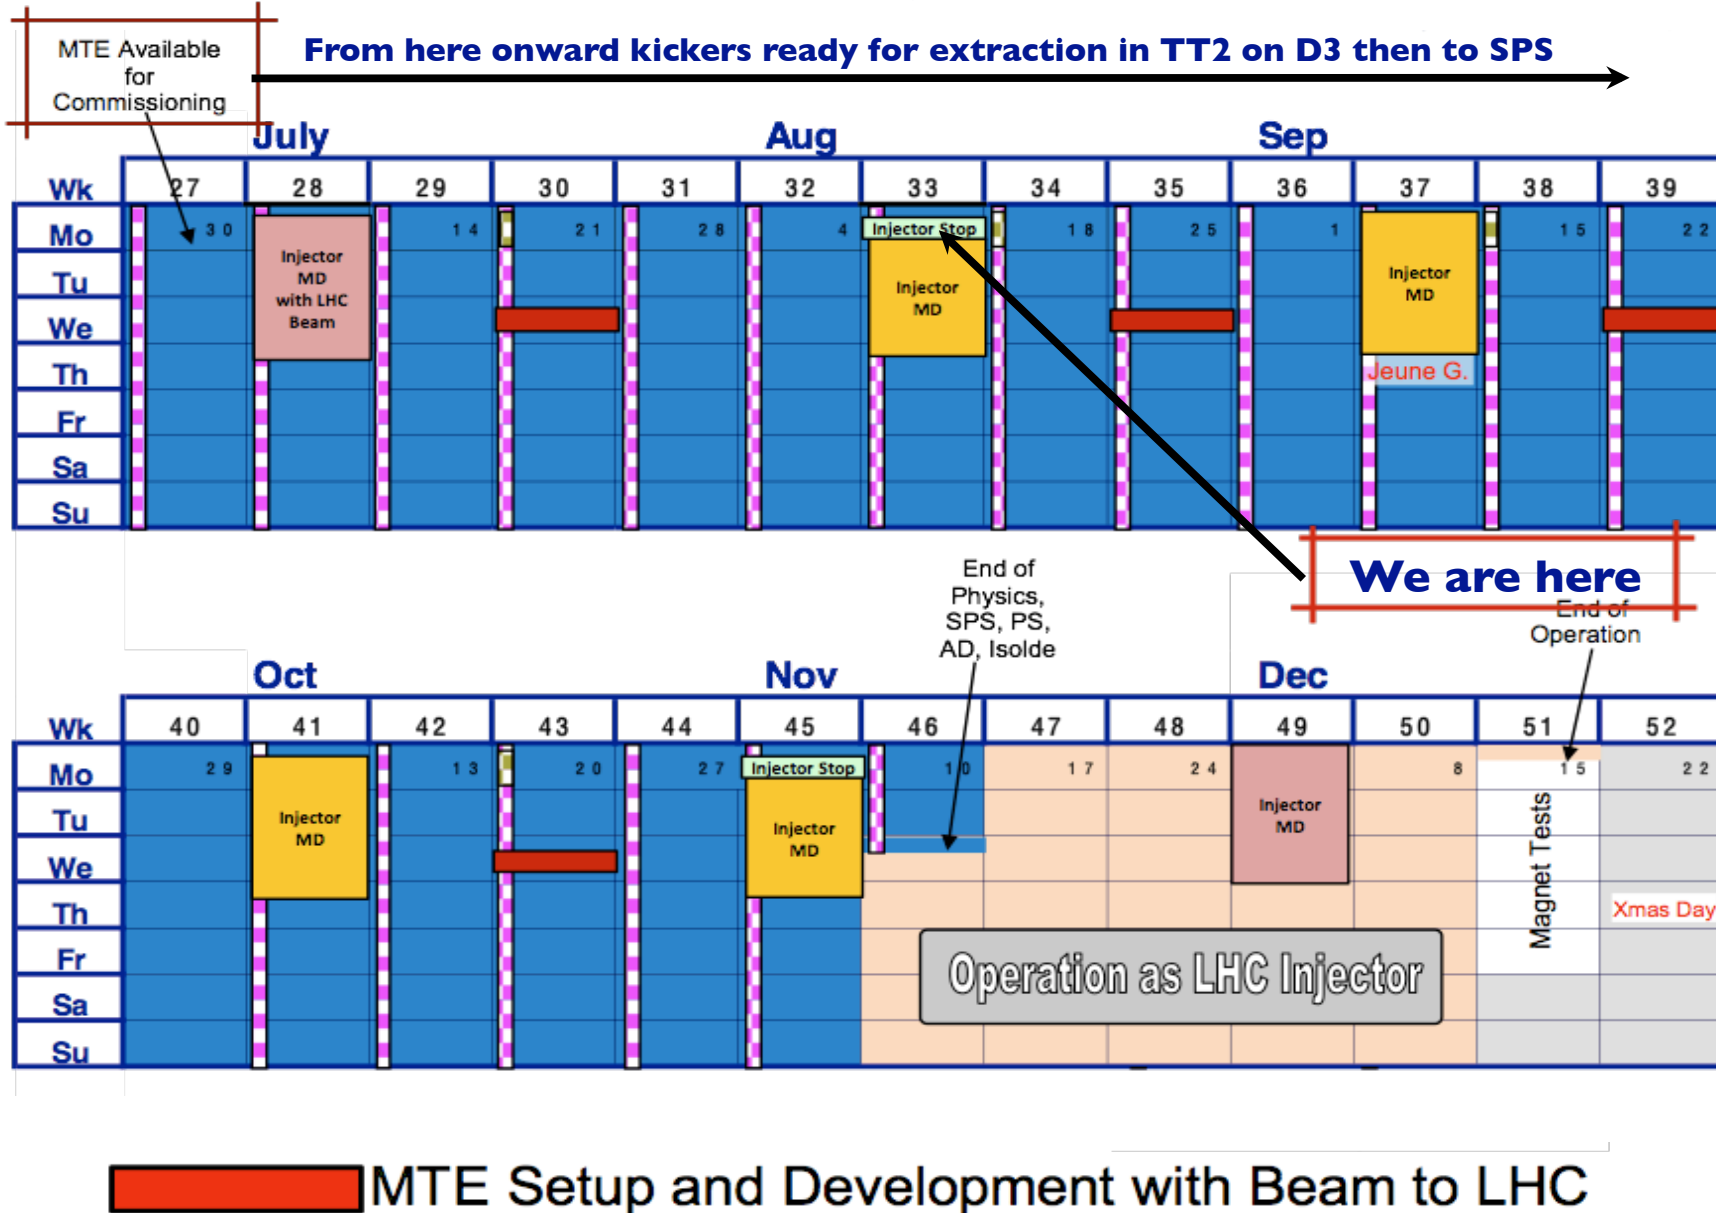 MTE Available
for
Commissioning
From here onward kickers ready for extraction in TT2 on D3 then to SPS
July Aug Sep
Wk 27 28 29 30 31 32 33 34 35 36 37 38 39
Mo 30 14 21 28 4 Injector Stop 18 25 1 15 22
Tu
We
Th
Fr
Sa
Su
Injector
MD
with LHC
Beam
Injector
MD
Injector
MD
Jeune G.
We are here
End of
Physics,
SPS, PS,
AD, Isolde
End of
Operation
Oct Nov Dec
Wk 40 41 42 43 44 45 46 47 48 49 50 51 52
Mo 29 13 20 27 Injector Stop 10 17 24 8 15 22
Tu
We
Th
Fr
Sa
Su
Injector
MD
Injector
MD
Injector
MD
Magnet Tests
Xmas Day
Operation as LHC Injector
MTE Setup and Development with Beam to LHC